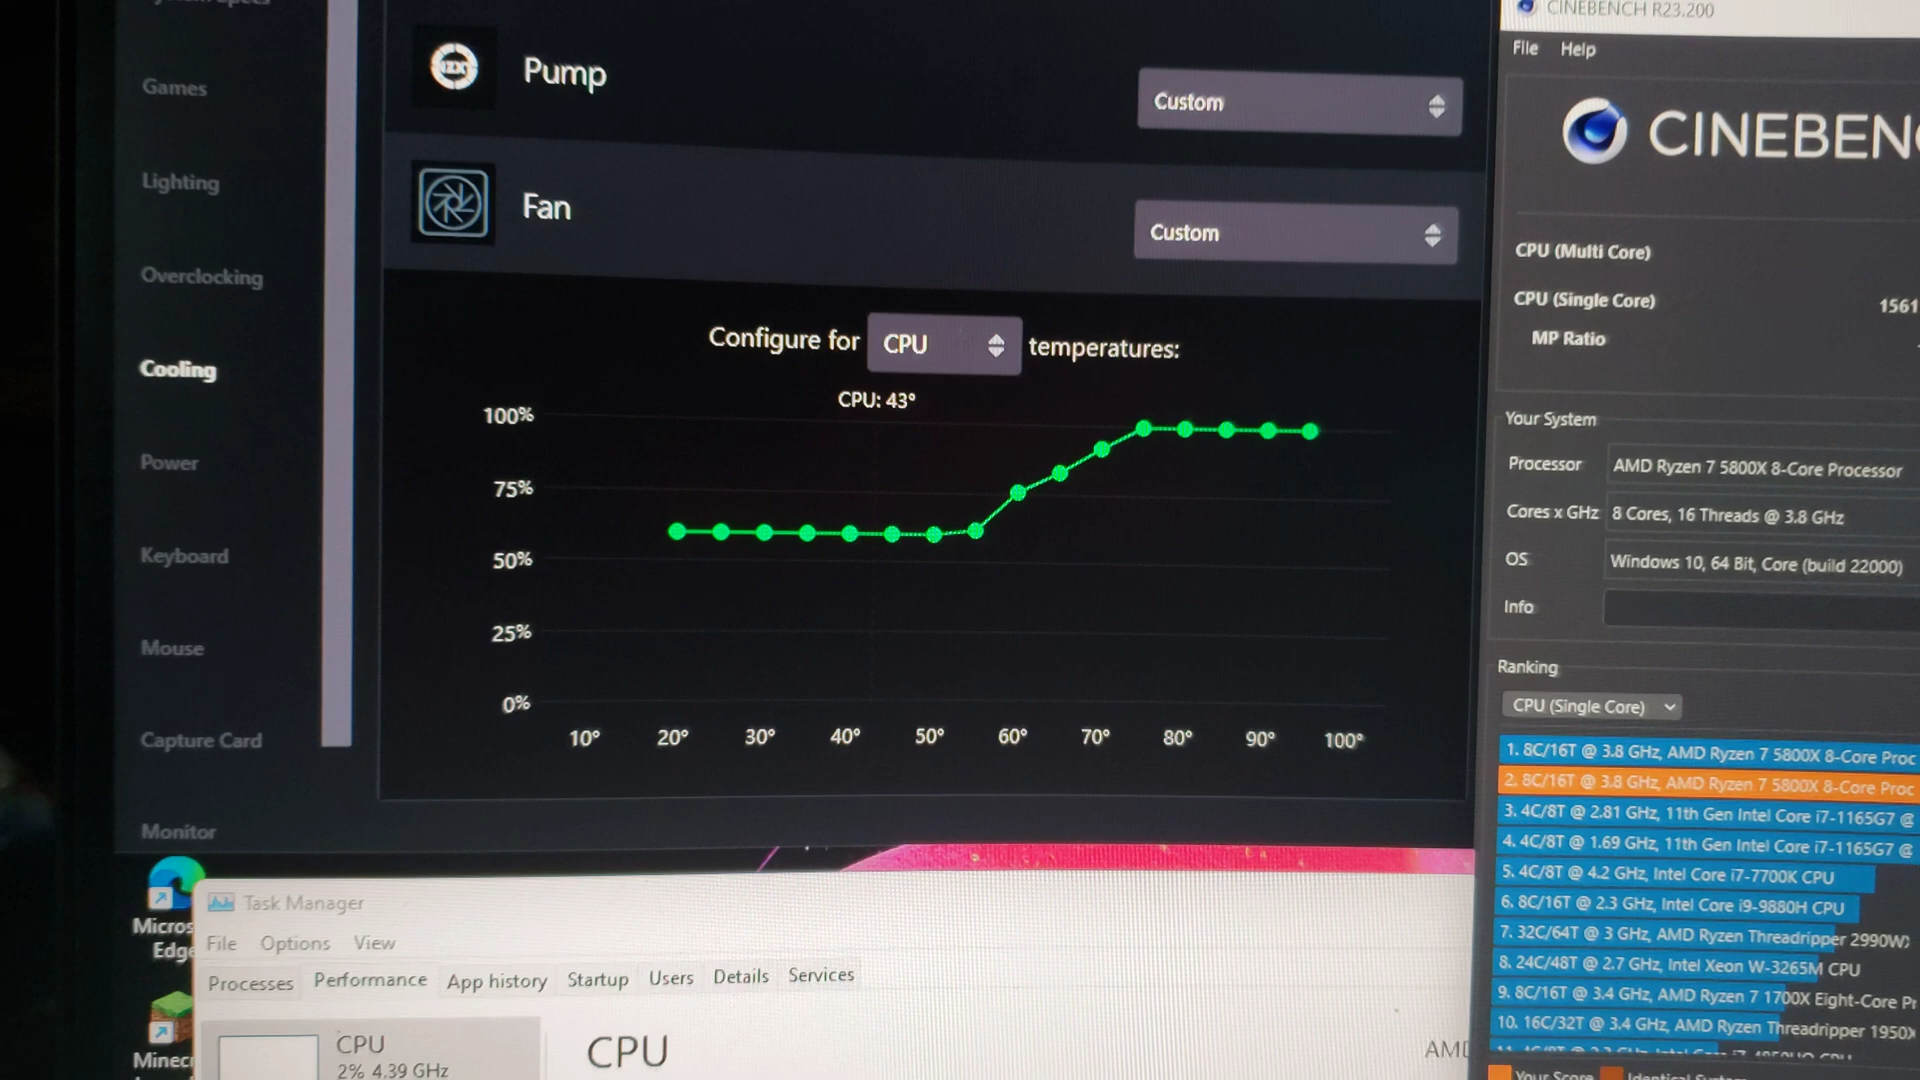 Games
Lighting
Overclocking
Cooling
Power
Keyboard
Mouse
Capture Card
Monitor
Pump
Custom
Fan
Custom
Configure for CPU temperatures:
CPU: 43°
100%
75%
50%
25%
0%
10° 20° 30° 40° 50° 60° 70° 80° 90° 100°
Micros
Edge
Minec
Task Manager
File Options View
Processes Performance App history Startup Users Details Services
CPU
2% 4.39 GHz
CPU
AMD
CINEBENCH R23.200
File Help
CINEBENC
CPU (Multi Core)
CPU (Single Core) 1561
MP Ratio
Your System
Processor AMD Ryzen 7 5800X 8-Core Processor
Cores x GHz 8 Cores, 16 Threads @ 3.8 GHz
OS Windows 10, 64 Bit, Core (build 22000)
Info
Ranking
CPU (Single Core)
1. 8C/16T @ 3.8 GHz, AMD Ryzen 7 5800X 8-Core Proc
2. 8C/16T @ 3.8 GHz, AMD Ryzen 7 5800X 8-Core Proc
3. 4C/8T @ 2.81 GHz, 11th Gen Intel Core i7-1165G7 @
4. 4C/8T @ 1.69 GHz, 11th Gen Intel Core i7-1165G7 @
5. 4C/8T @ 4.2 GHz, Intel Core i7-7700K CPU
6. 8C/16T @ 2.3 GHz, Intel Core i9-9880H CPU
7. 32C/64T @ 3 GHz, AMD Ryzen Threadripper 2990WX
8. 24C/48T @ 2.7 GHz, Intel Xeon W-3265M CPU
9. 8C/16T @ 3.4 GHz, AMD Ryzen 7 1700X Eight-Core Pr
10. 16C/32T @ 3.4 GHz, AMD Ryzen Threadripper 1950X
Your Score